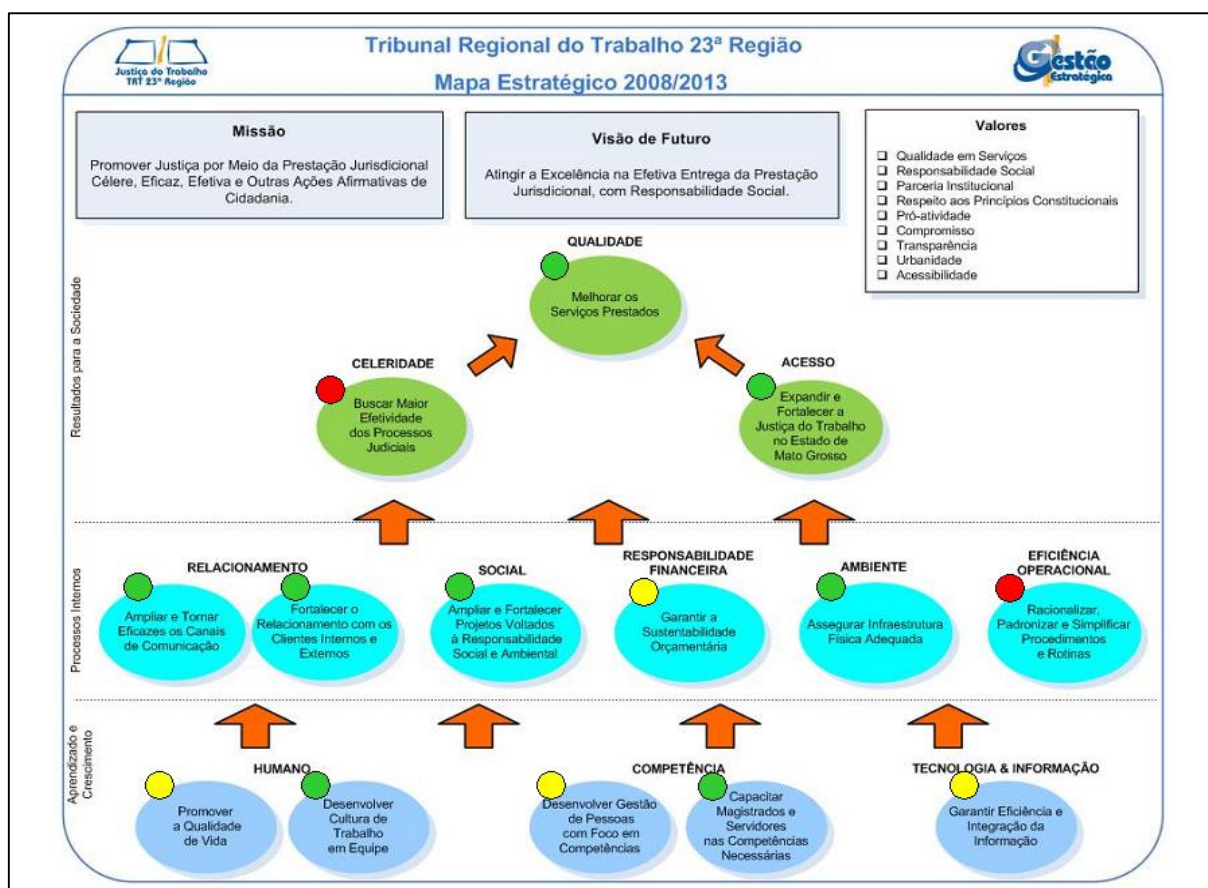 Justiça do Trabalho
TRT 23ª Região
Tribunal Regional do Trabalho 23ª Região
Mapa Estratégico 2008/2013
Gestão
Estratégica
Missão
Promover Justiça por Meio da Prestação Jurisdicional
Célere, Eficaz, Efetiva e Outras Ações Afirmativas de
Cidadania.
Visão de Futuro
Atingir a Excelência na Efetiva Entrega da Prestação
Jurisdicional, com Responsabilidade Social.
Valores
Qualidade em Serviços
Responsabilidade Social
Parceria Institucional
Respeito aos Princípios Constitucionais
Pró-atividade
Compromisso
Transparência
Urbanidade
Acessibilidade
Resultados para a Sociedade
QUALIDADE
Melhorar os
Serviços Prestados
CELERIDADE
Buscar Maior
Efetividade
dos Processos
Judiciais
ACESSO
Expandir e
Fortalecer a
Justiça do Trabalho
no Estado de
Mato Grosso
Processos Internos
RELACIONAMENTO
Ampliar e Tornar
Eficazes os Canais
de Comunicação
Fortalecer o
Relacionamento com os
Clientes Internos e
Externos
SOCIAL
Ampliar e Fortalecer
Projetos Voltados
à Responsabilidade
Social e Ambiental
RESPONSABILIDADE
FINANCEIRA
Garantir a
Sustentabilidade
Orçamentária
AMBIENTE
Assegurar Infraestrutura
Física Adequada
EFICIÊNCIA
OPERACIONAL
Racionalizar,
Padronizar e Simplificar
Procedimentos
e Rotinas
Aprendizado e
Crescimento
HUMANO
Promover
a Qualidade
de Vida
Desenvolver
Cultura de
Trabalho
em Equipe
COMPETÊNCIA
Desenvolver Gestão
de Pessoas
com Foco em
Competências
Capacitar
Magistrados e
Servidores
nas Competências
Necessárias
TECNOLOGIA & INFORMAÇÃO
Garantir Eficiência e
Integração da
Informação